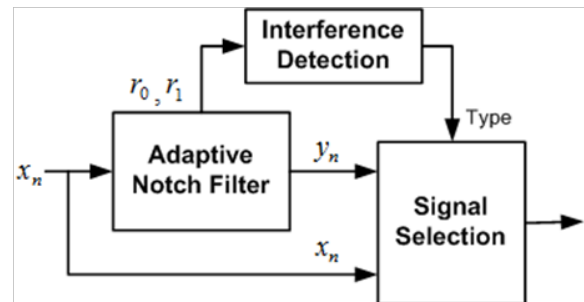 Interference
Detection
r₀ , r₁
Type
Adaptive
Notch Filter
xₙ
yₙ
Signal
Selection
xₙ